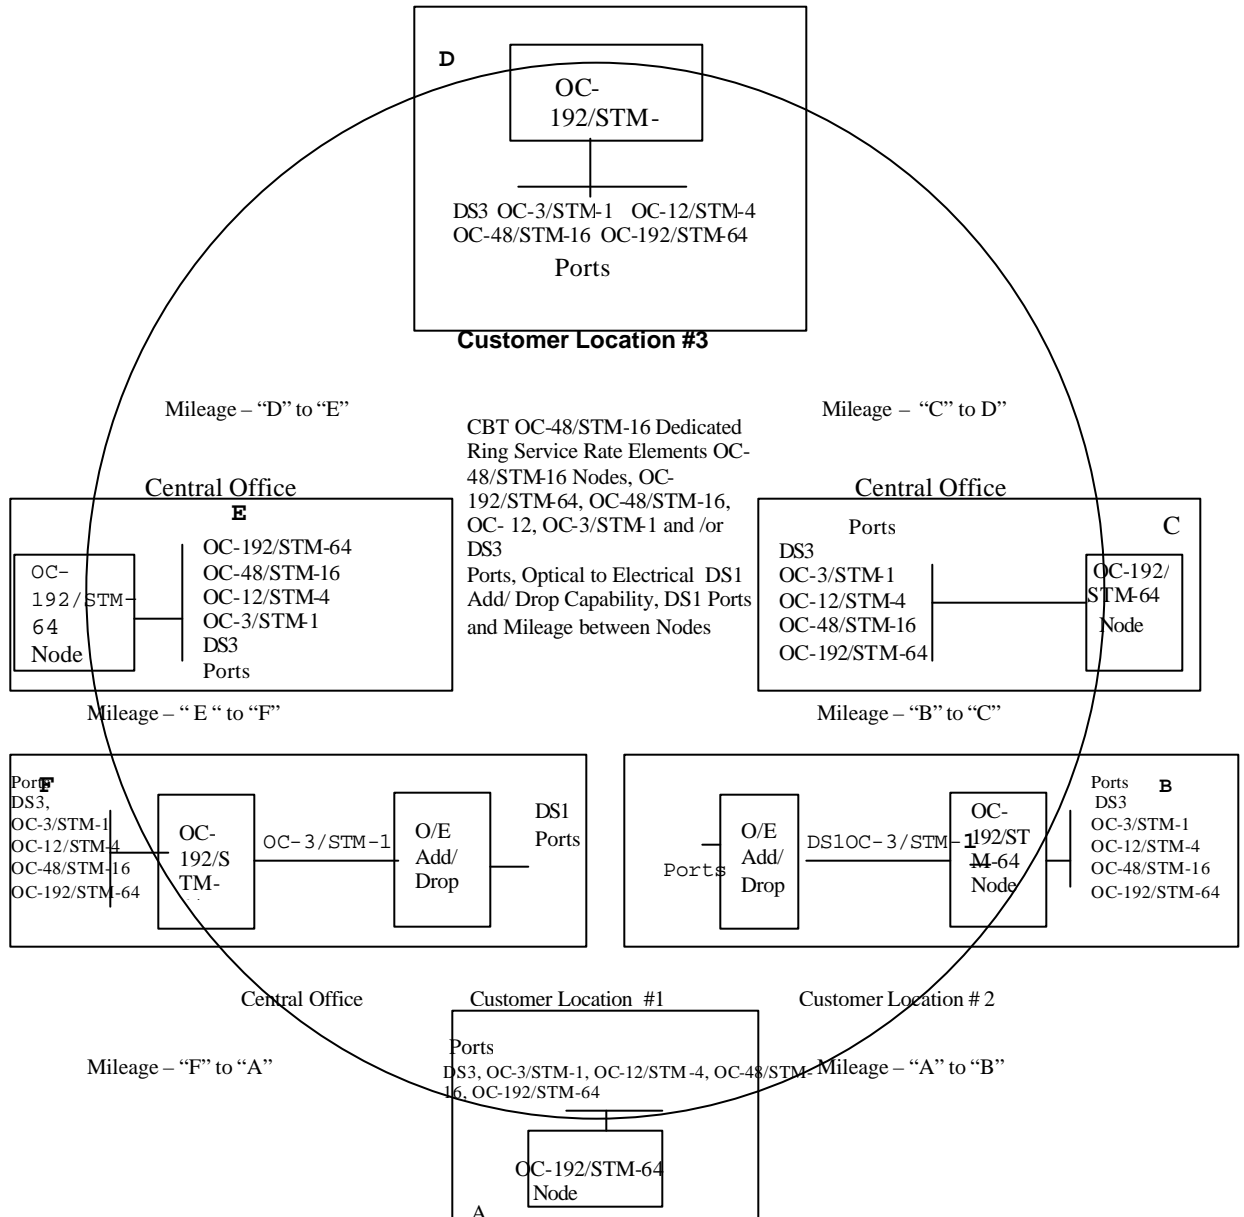 D
OC-
192/STM-
DS3 OC-3/STM-1 OC-12/STM-4
OC-48/STM-16 OC-192/STM-64
Ports
Customer Location #3
Mileage – “D” to “E”
Mileage – “C” to D”
CBT OC-48/STM-16 Dedicated
Ring Service Rate Elements OC-
48/STM-16 Nodes, OC-
192/STM-64, OC-48/STM-16,
OC- 12, OC-3/STM-1 and /or
DS3
Ports, Optical to Electrical DS1
Add/ Drop Capability, DS1 Ports
and Mileage between Nodes
Central Office
E
OC-
192/STM-
64
Node
OC-192/STM-64
OC-48/STM-16
OC-12/STM-4
OC-3/STM-1
DS3
Ports
Central Office
Ports
C
DS3
OC-3/STM-1
OC-12/STM-4
OC-48/STM-16
OC-192/STM-64
OC-192/
STM-64
Node
Mileage – “ E “ to “F”
Mileage – “B” to “C”
Ports
F
DS3,
OC-3/STM-1
OC-12/STM-4
OC-48/STM-16
OC-192/STM-64
OC-
192/S
TM-
OC-3/STM-1
O/E
Add/
Drop
DS1
Ports
Ports
O/E
Add/
Drop
DS1OC-3/STM-1
OC-
192/ST
M-64
Node
Ports
B
DS3
OC-3/STM-1
OC-12/STM-4
OC-48/STM-16
OC-192/STM-64
Central Office
Customer Location #1
Customer Location # 2
Mileage – “F” to “A”
Mileage – “A” to “B”
Ports
DS3, OC-3/STM-1, OC-12/STM-4, OC-48/STM-
16, OC-192/STM-64
OC-192/STM-64
Node
A